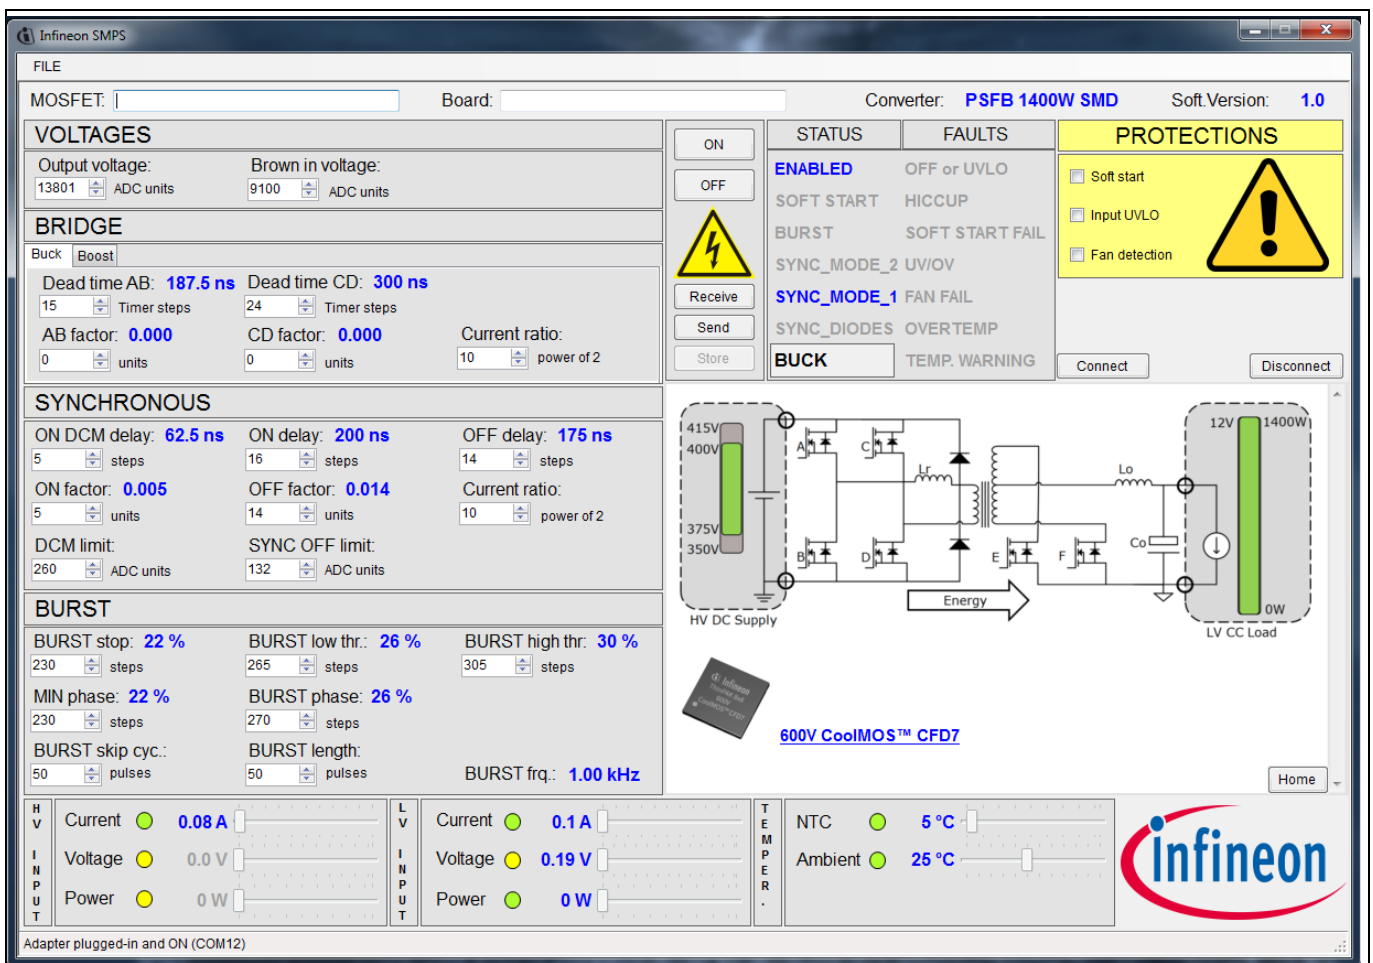 Infineon SMPS
FILE
MOSFET: Board: Converter: PSFB 1400W SMD Soft.Version: 1.0
VOLTAGES
Output voltage: Brown in voltage:
13801 ADC units 9100 ADC units
BRIDGE
Buck Boost
Dead time AB: 187.5 ns Dead time CD: 300 ns
15 Timer steps 24 Timer steps
AB factor: 0.000 CD factor: 0.000 Current ratio:
0 units 0 units 10 power of 2
SYNCHRONOUS
ON DCM delay: 62.5 ns ON delay: 200 ns OFF delay: 175 ns
5 steps 16 steps 14 steps
ON factor: 0.005 OFF factor: 0.014 Current ratio:
5 units 14 units 10 power of 2
DCM limit: SYNC OFF limit:
260 ADC units 132 ADC units
BURST
BURST stop: 22 % BURST low thr.: 26 % BURST high thr: 30 %
230 steps 265 steps 305 steps
MIN phase: 22 % BURST phase: 26 %
230 steps 270 steps
BURST skip cyc.: BURST length:
50 pulses 50 pulses BURST frq.: 1.00 kHz
ON
OFF
Receive
Send
Store
STATUS FAULTS
ENABLED OFF or UVLO
SOFT START HICCUP
BURST SOFT START FAIL
SYNC_MODE_2 UV/OV
SYNC_MODE_1 FAN FAIL
SYNC_DIODES OVERTEMP
BUCK TEMP. WARNING
PROTECTIONS
Soft start
Input UVLO
Fan detection
Connect Disconnect
415V
400V
375V
350V
HV DC Supply
A C
B D
Lr
E F
Lo
Co
Energy
12V 1400W
0W
LV CC Load
infineon
ThinPAK 8x8
600V
CoolMOS™ CFD7
600V CoolMOS™ CFD7
Home
HV INPUT
Current 0.08 A
Voltage 0.0 V
Power 0 W
LV INPUT
Current 0.1 A
Voltage 0.19 V
Power 0 W
TEMPER.
NTC 5 °C
Ambient 25 °C
infineon
Adapter plugged-in and ON (COM12)